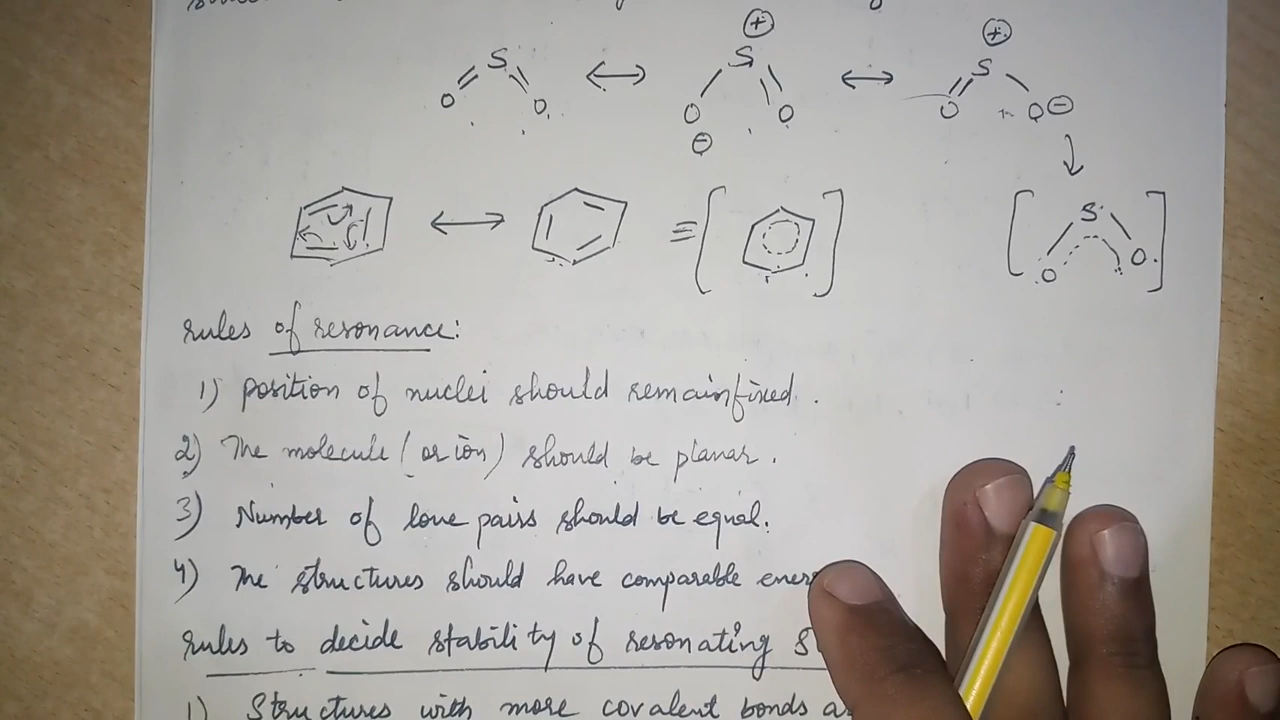 S ⊕ S ⊕ S
O O ↔ O O ↔ O O⊖
⊖
↔ ≡ [ ] [ S O O ]
rules of resonance:
1) position of nuclei should remain fixed.
2) The molecule (or ion) should be planar.
3) Number of lone pairs should be equal.
4) The structures should have comparable
rules to decide stability of resonating
1) Structures with more covalent bonds